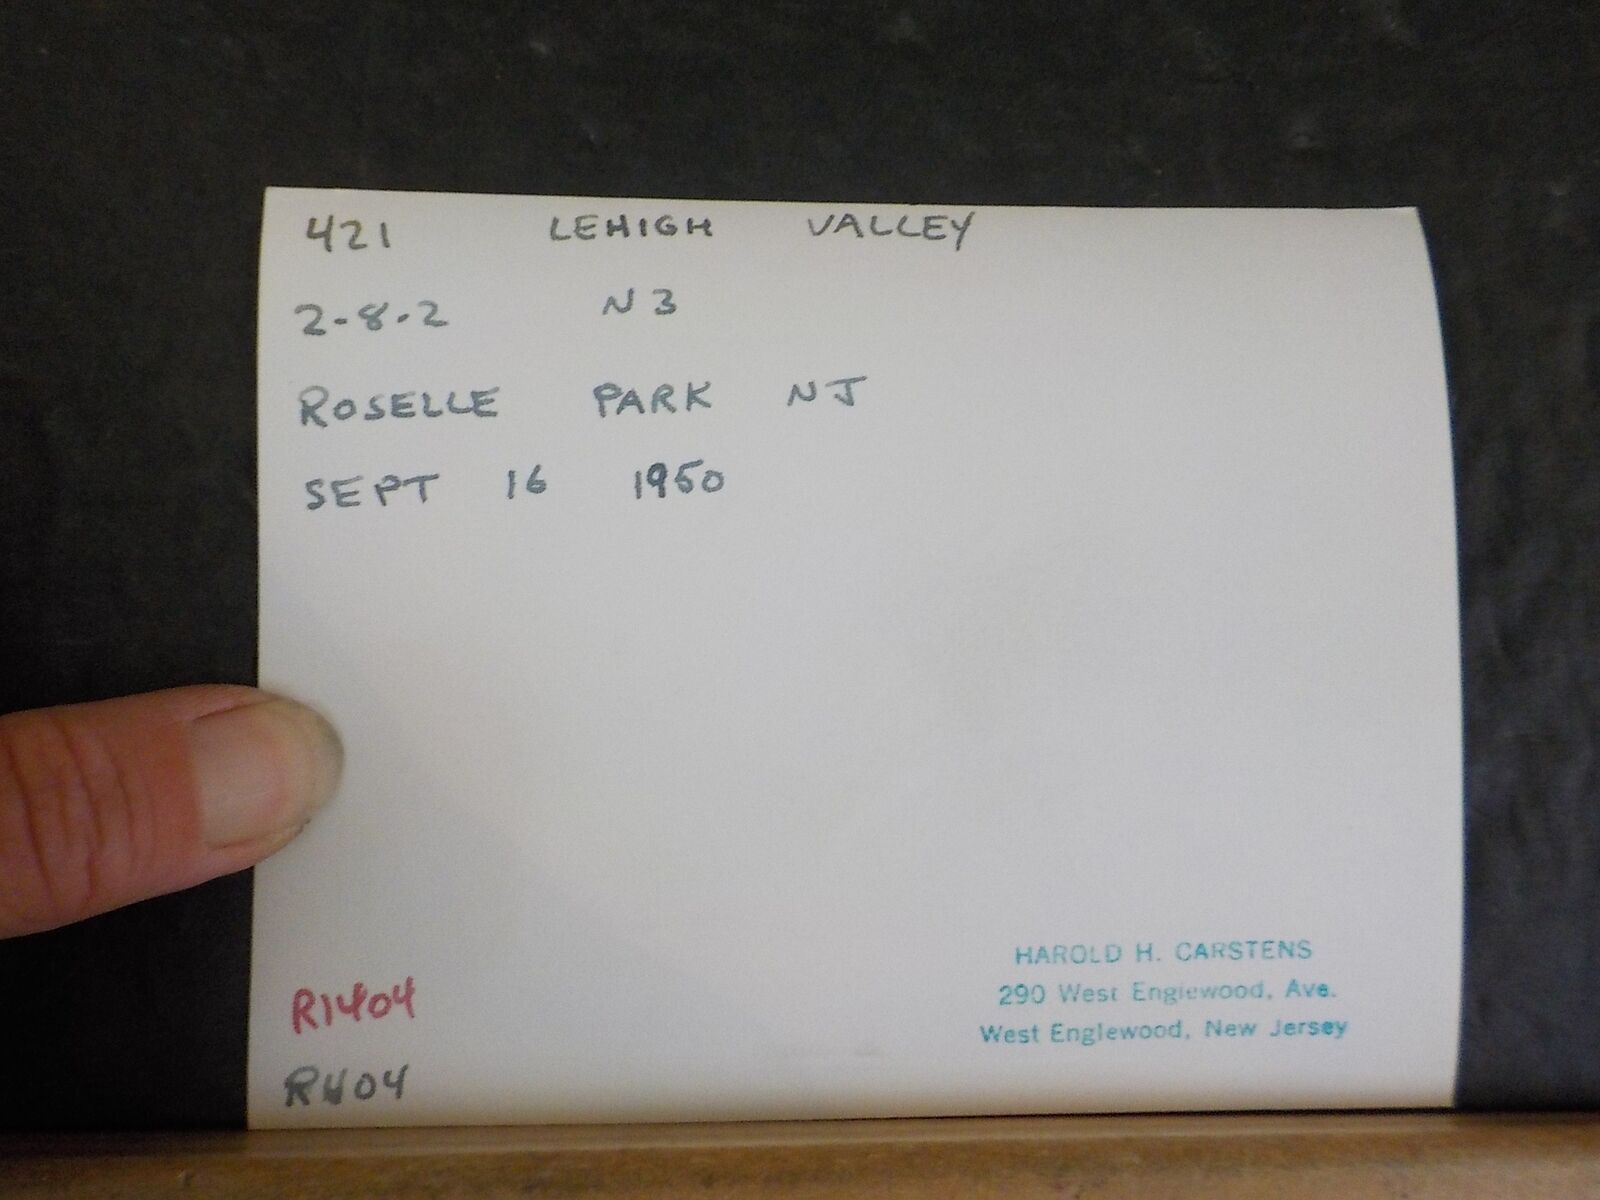 421 LEHIGH VALLEY
2-8-2 N3
ROSELLE PARK NJ
SEPT 16 1950
R1404
R1404
HAROLD H. CARSTENS
290 West Englewood, Ave.
West Englewood, New Jersey